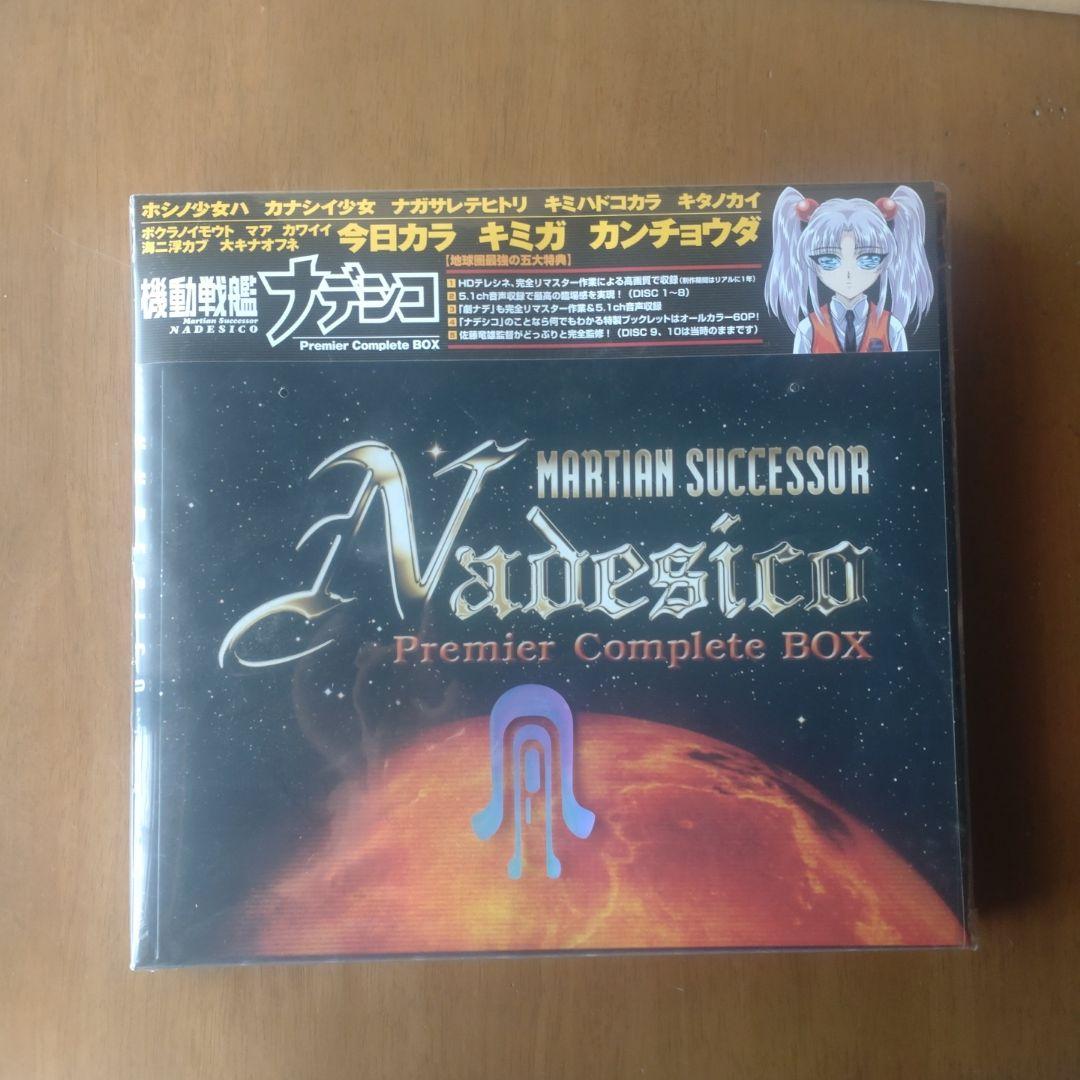 ホシノ少女ハ カナシイ少女 ナガサレテヒトリ キミハドコカラ キタノカイ
ボクラノイモウト マア カワイイ
海ニ浮カブ 大キナオフネ
今日カラ キミガ カンチョウダ
【地球圏最強の五大特典】
機動戦艦
ナデシコ
Martian Successor
NADESICO
Premier Complete BOX
1 HDテレシネ、完全リマスター作業による高画質で収録(制作期間はリアルに1年)
2 5.1ch音声収録で最高の臨場感を実現!(DISC 1~8)
3 「劇ナデ」も完全リマスター作業&5.1ch音声収録
4 「ナデシコ」のことなら何でもわかる特製ブックレットはオールカラー60P!
5 佐藤竜雄監督がどっぷりと完全監修!(DISC 9、10は当時のままです)
MARTIAN SUCCESSOR
Nadesico
Premier Complete BOX